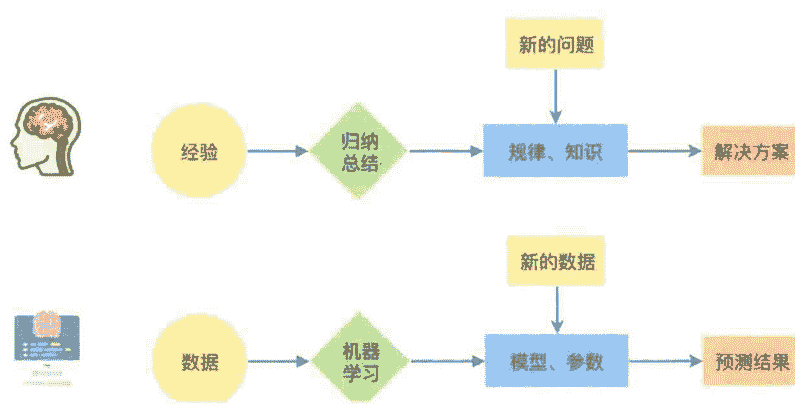 新的问题
经验
归纳
总结
规律、知识
解决方案
新的数据
数据
机器
学习
模型、参数
预测结果